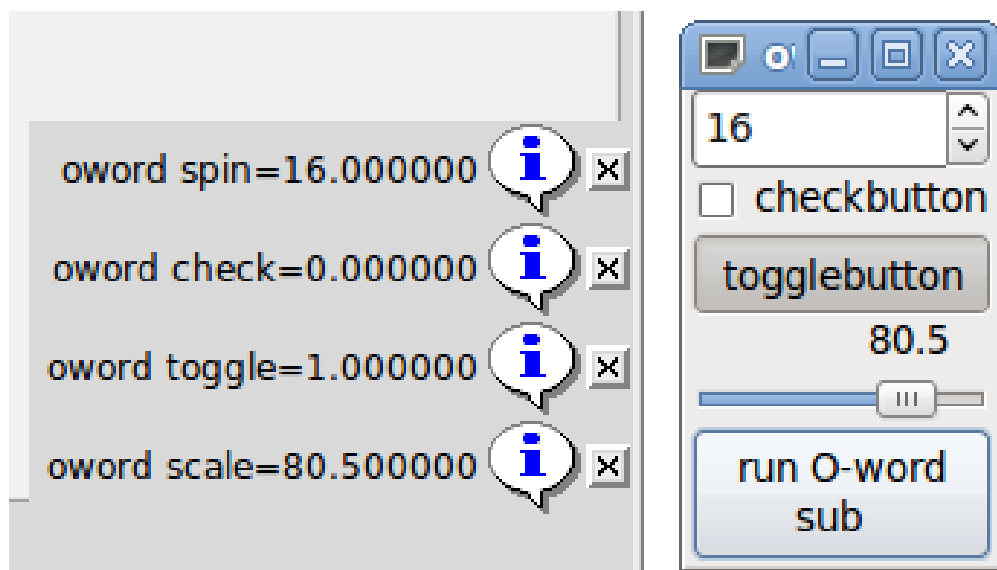 oword spin=16.000000
oword check=0.000000
oword toggle=1.000000
oword scale=80.500000
16
checkbutton
togglebutton
80.5
run O-word
sub